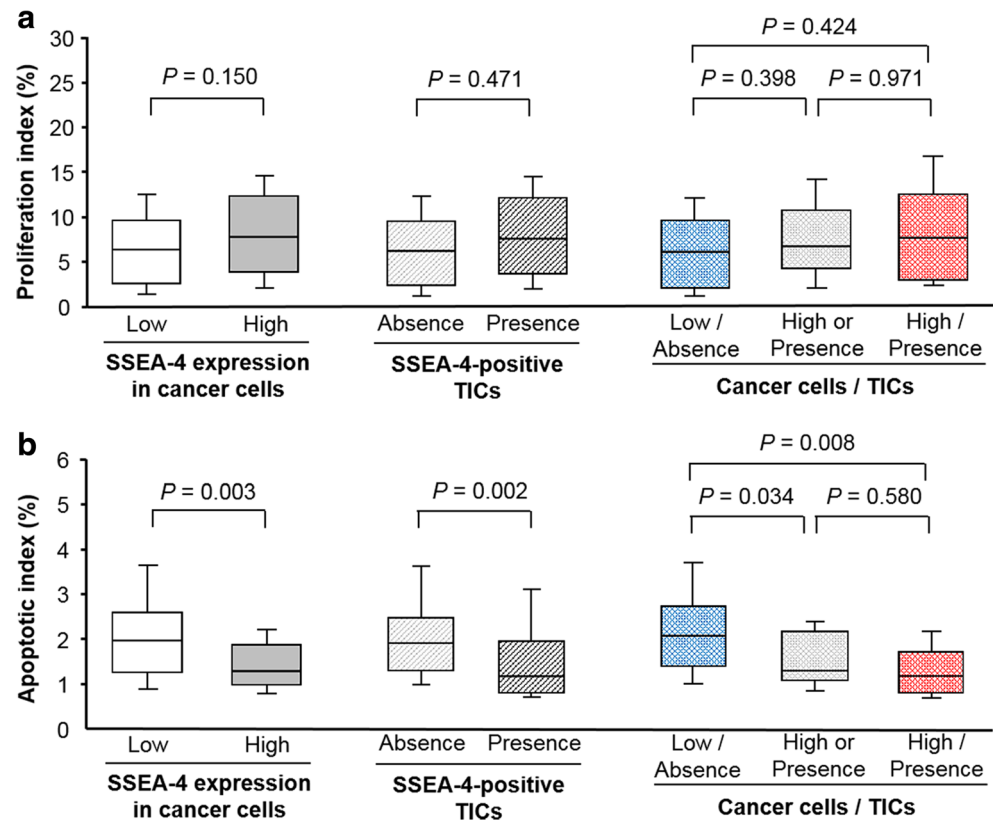 a
P = 0.424
P = 0.150
P = 0.471
P = 0.398
P = 0.971
Proliferation index (%)
30
25
20
15
10
5
0
Low
High
Absence
Presence
Low /
Absence
High or
Presence
High /
Presence
SSEA-4 expression
in cancer cells
SSEA-4-positive
TICs
Cancer cells / TICs
b
P = 0.008
P = 0.003
P = 0.002
P = 0.034
P = 0.580
Apoptotic index (%)
6
5
4
3
2
1
0
Low
High
Absence
Presence
Low /
Absence
High or
Presence
High /
Presence
SSEA-4 expression
in cancer cells
SSEA-4-positive
TICs
Cancer cells / TICs